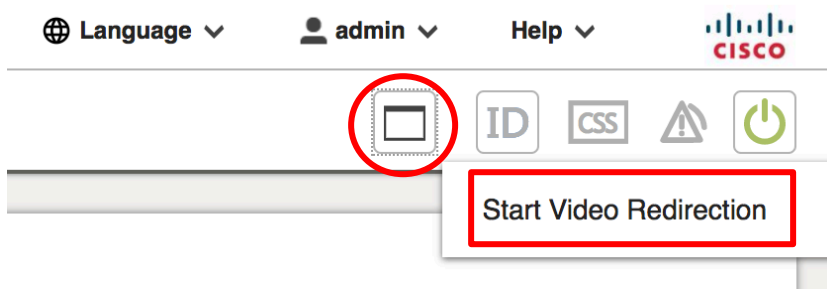 Language admin Help
CISCO
ID CSS
Start Video Redirection